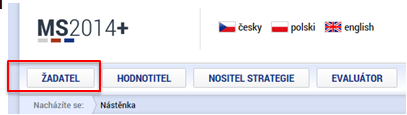 MS2014+
česky polski english
ŽADATEL HODNOTITEL NOSITEL STRATEGIE EVALUÁTOR
Nacházíte se: Nástěnka